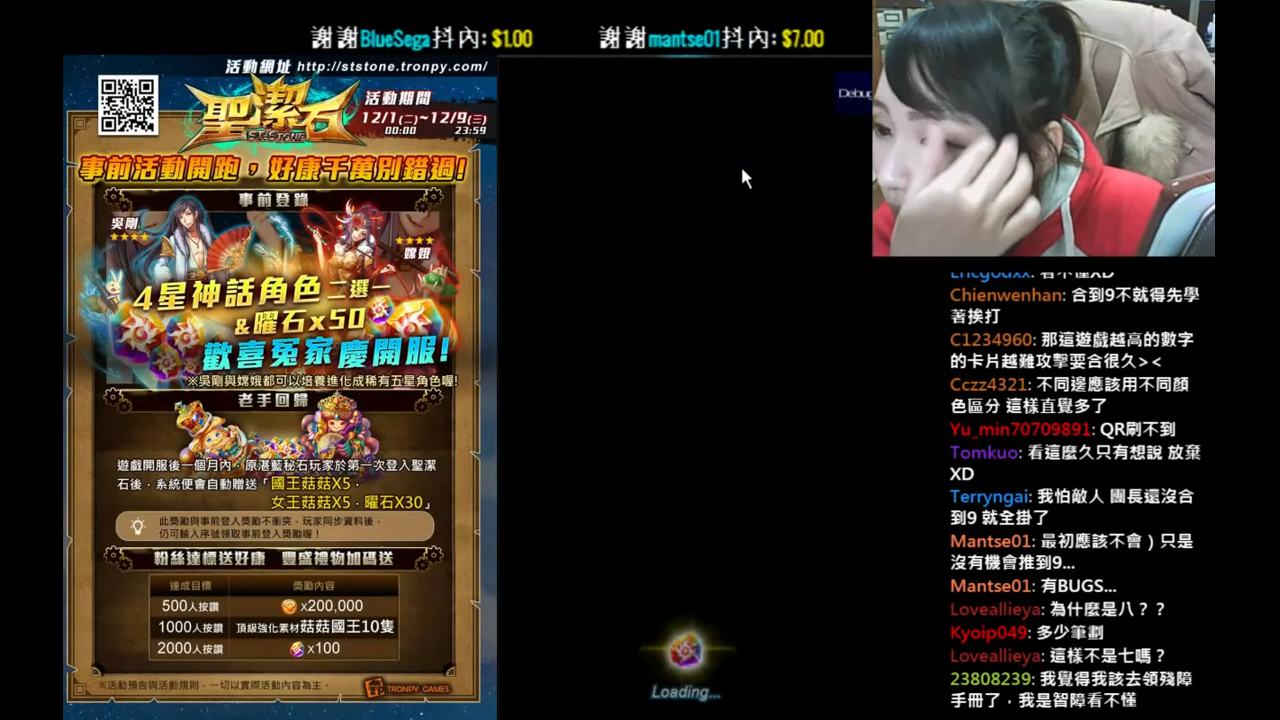 謝謝BlueSega抖內: $1.00
謝謝mantse01抖內: $7.00
活動網址 http://ststone.tronpy.com/
聖潔石
ST-STONE
活動期間
12/1(二)~12/9(三)
00:00 23:59
事前活動開跑，好康千萬別錯過!
事前登錄
吳剛
嫦娥
4星神話角色二選一
&曜石x50
歡喜冤家慶開服!
※吳剛與嫦娥都可以培養進化成稀有五星角色喔!
老手回歸
遊戲開服後一個月內，原湛藍秘石玩家於第一次登入聖潔
石後，系統便會自動贈送「國王菇菇X5，
女王菇菇X5，曜石X30」
此獎勵與事前登入獎勵不衝突，玩家同步資料後，
仍可輸入序號領取事前登入獎勵喔！
粉絲達標送好康 豐盛禮物加碼送
達成目標 獎勵內容
500人按讚 x200,000
1000人按讚 頂級強化素材菇菇國王10隻
2000人按讚 x100
※活動預告與活動規則，一切以實際活動內容為主。
TRONPY GAMES
Debug
Loading...
Ericgodxx: 看不懂XD
Chienwenhan: 合到9不就得先學
著挨打
C1234960: 那這遊戲越高的數字
的卡片越難攻擊要合很久> <
Cczz4321: 不同邊應該用不同顏
色區分 這樣直覺多了
Yu_min70709891: QR刷不到
Tomkuo: 看這麼久只有想說 放棄
XD
Terryngai: 我怕敵人 團長還沒合
到9 就全掛了
Mantse01: 最初應該不會 ) 只是
沒有機會推到9...
Mantse01: 有BUGS...
Loveallieya: 為什麼是八？？
Kyoip049: 多少筆劃
Loveallieya: 這樣不是七嗎？
23808239: 我覺得我該去領殘障
手冊了，我是智障看不懂